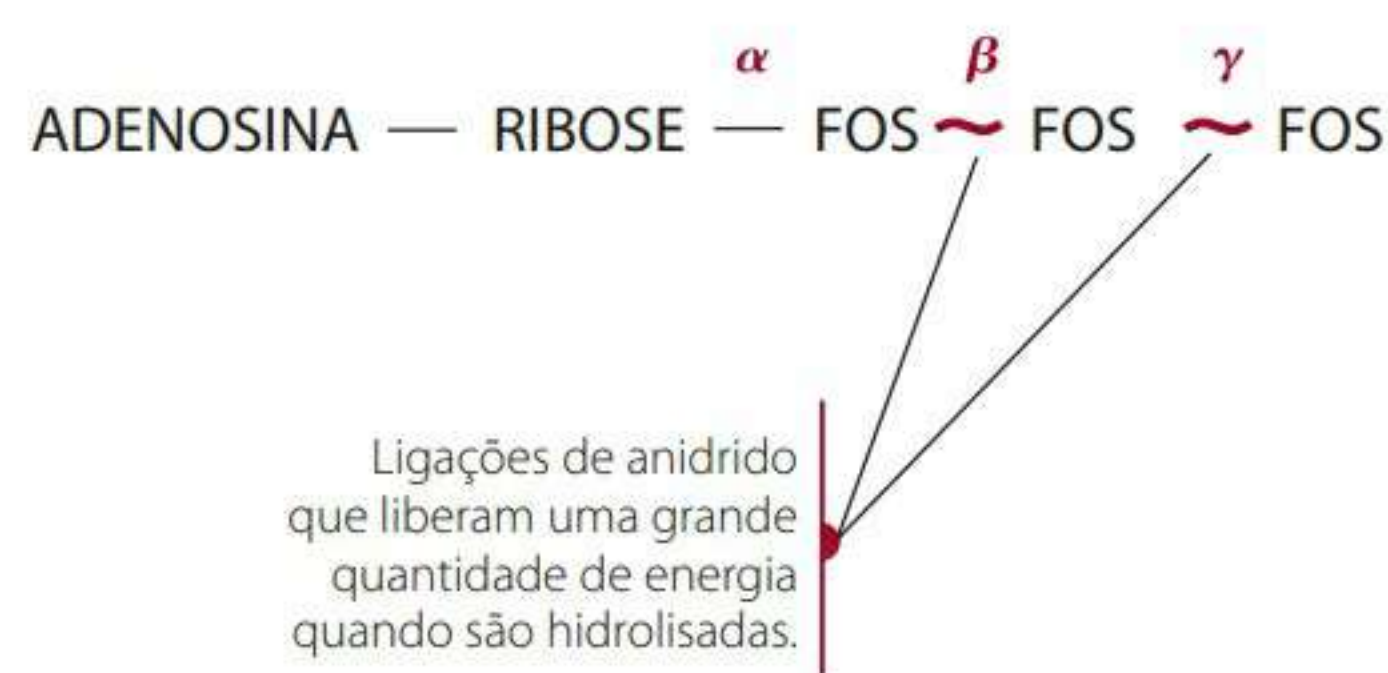 α β γ
ADENOSINA — RIBOSE — FOS ~ FOS ~ FOS
Ligações de anidrido
que liberam uma grande
quantidade de energia
quando são hidrolisadas.